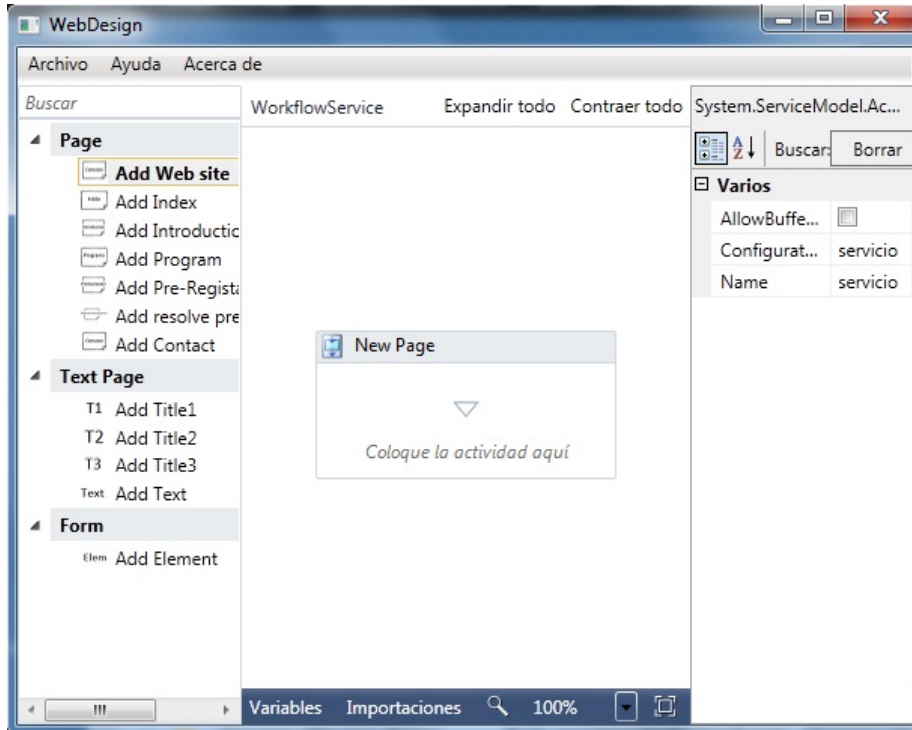 WebDesign
Archivo Ayuda Acerca de
Buscar
Page
Add Web site
Add Index
Add Introductic
Add Program
Add Pre-Regista
Add resolve pre
Add Contact
Text Page
T1 Add Title1
T2 Add Title2
T3 Add Title3
Text Add Text
Form
Elem Add Element
WorkflowService Expandir todo Contraer todo
New Page
Coloque la actividad aquí
Variables Importaciones 100%
System.ServiceModel.Ac...
A Z Buscar: Borrar
Varios
AllowBuffe...
Configurat... servicio
Name servicio